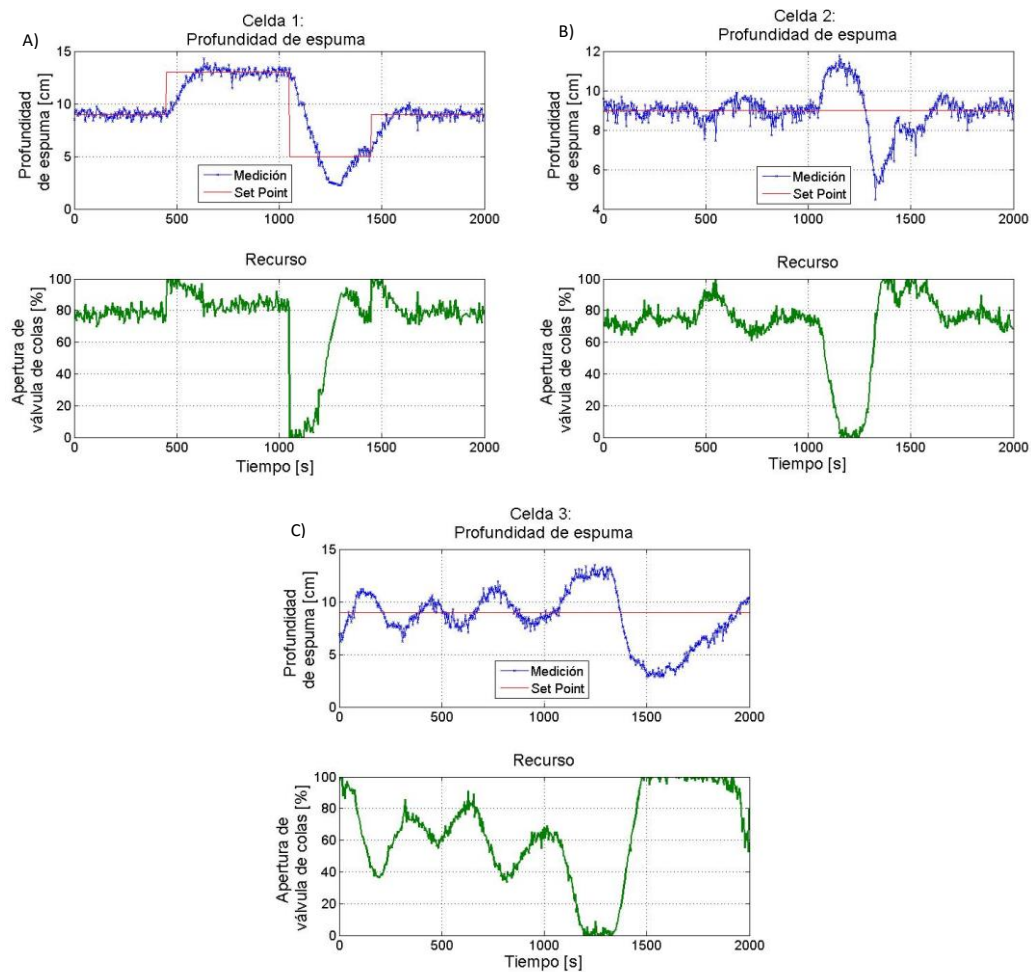 A)
Celda 1:
Profundidad de espuma
Profundidad
de espuma [cm]
15
10
5
0
Medición
Set Point
0 500 1000 1500 2000
Recurso
Apertura de
válvula de colas [%]
100
80
60
40
20
0
0 500 1000 1500 2000
Tiempo [s]
B)
Celda 2:
Profundidad de espuma
Profundidad
de espuma [cm]
12
10
8
6
4
Medición
Set Point
0 500 1000 1500 2000
Recurso
Apertura de
válvula de colas [%]
100
80
60
40
20
0
0 500 1000 1500 2000
Tiempo [s]
C)
Celda 3:
Profundidad de espuma
Profundidad
de espuma [cm]
15
10
5
0
Medición
Set Point
0 500 1000 1500 2000
Recurso
Apertura de
válvula de colas [%]
100
80
60
40
20
0
0 500 1000 1500 2000
Tiempo [s]